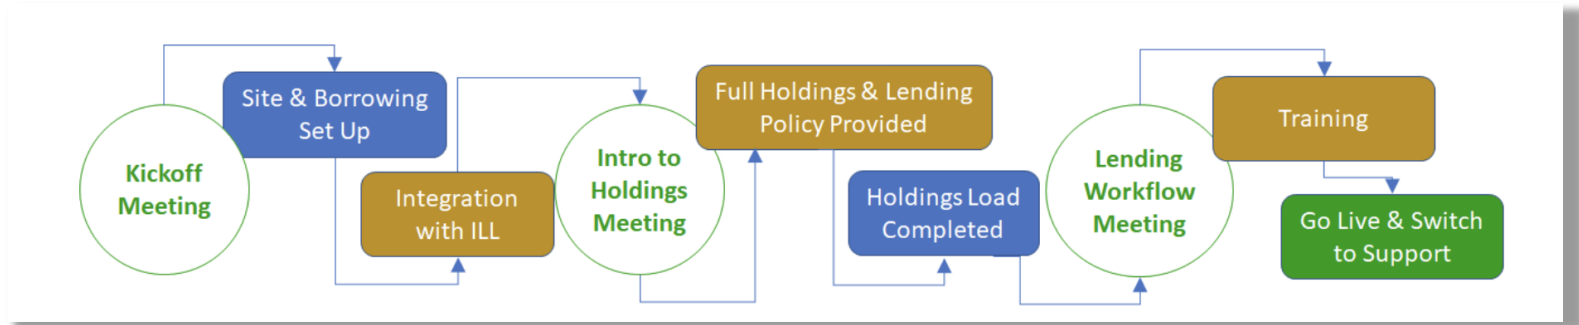 Kickoff
Meeting
Site & Borrowing
Set Up
Integration
with ILL
Intro to
Holdings
Meeting
Full Holdings & Lending
Policy Provided
Holdings Load
Completed
Lending
Workflow
Meeting
Training
Go Live & Switch
to Support